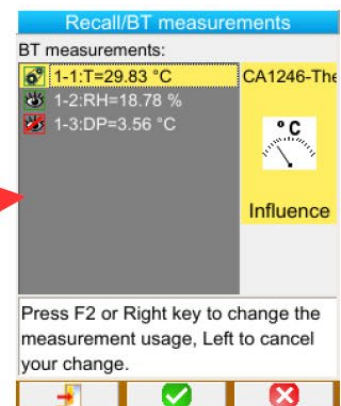 Recall/BT measurements
BT measurements:
1-1:T=29.83 °C
CA1246-The
1-2:RH=18.78 %
1-3:DP=3.56 °C
°C
Influence
Press F2 or Right key to change the
measurement usage, Left to cancel
your change.